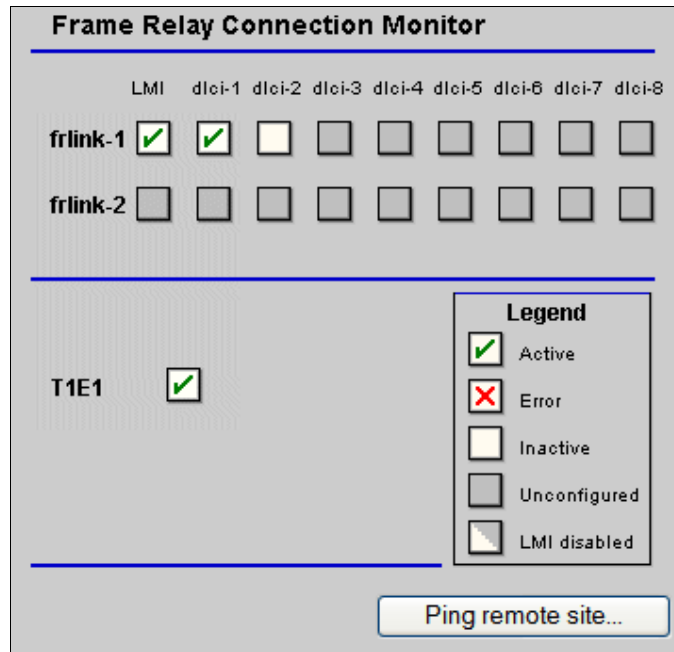 Frame Relay Connection Monitor
LMI dlci-1 dlci-2 dlci-3 dlci-4 dlci-5 dlci-6 dlci-7 dlci-8
frlink-1
frlink-2
T1E1
Legend
Active
Error
Inactive
Unconfigured
LMI disabled
Ping remote site...